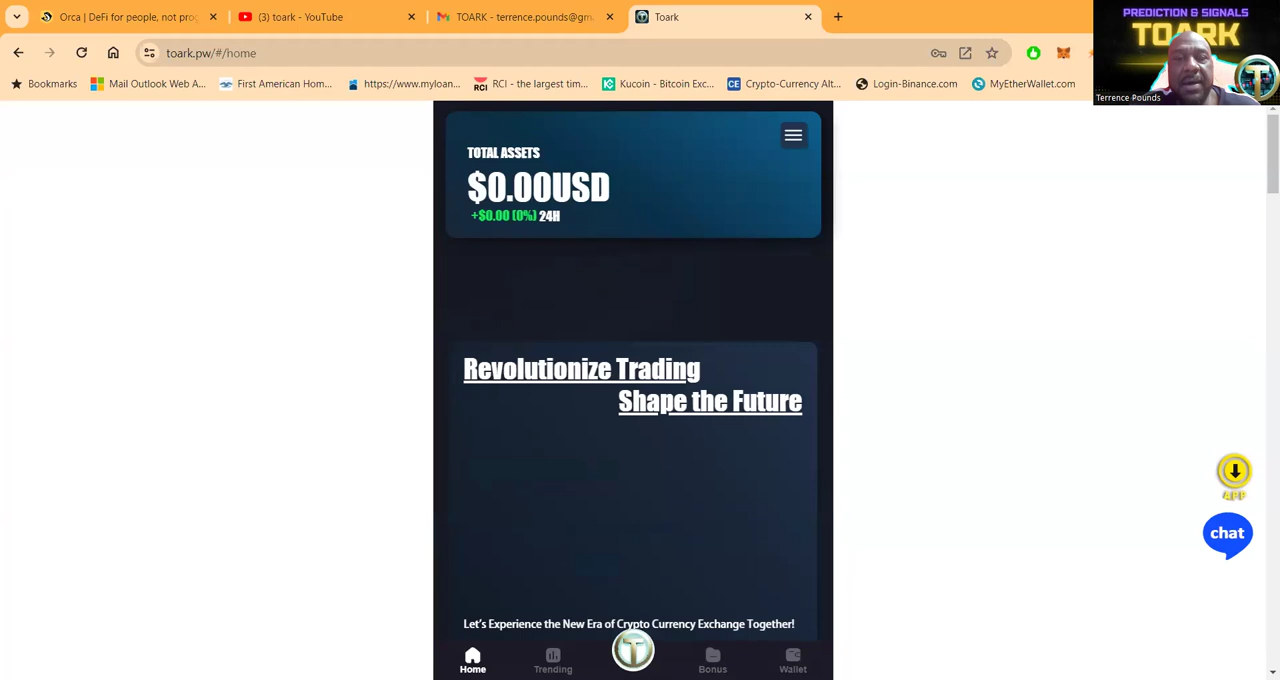 Orca | DeFi for people, not prog
(3) toark - YouTube
TOARK - terrence.pounds@gm
Toark
toark.pw/#/home
Bookmarks
Mail Outlook Web A...
First American Hom...
https://www.myloan...
RCI - the largest tim...
Kucoin - Bitcoin Exc...
Crypto-Currency Alt...
Login-Binance.com
MyEtherWallet.com
PREDICTION & SIGNALS
TOARK
Terrence Pounds
TOTAL ASSETS
$0.00USD
+$0.00 (0%) 24H
Revolutionize Trading
Shape the Future
Let's Experience the New Era of Crypto Currency Exchange Together!
APP
chat
Home
Trending
T
Bonus
Wallet